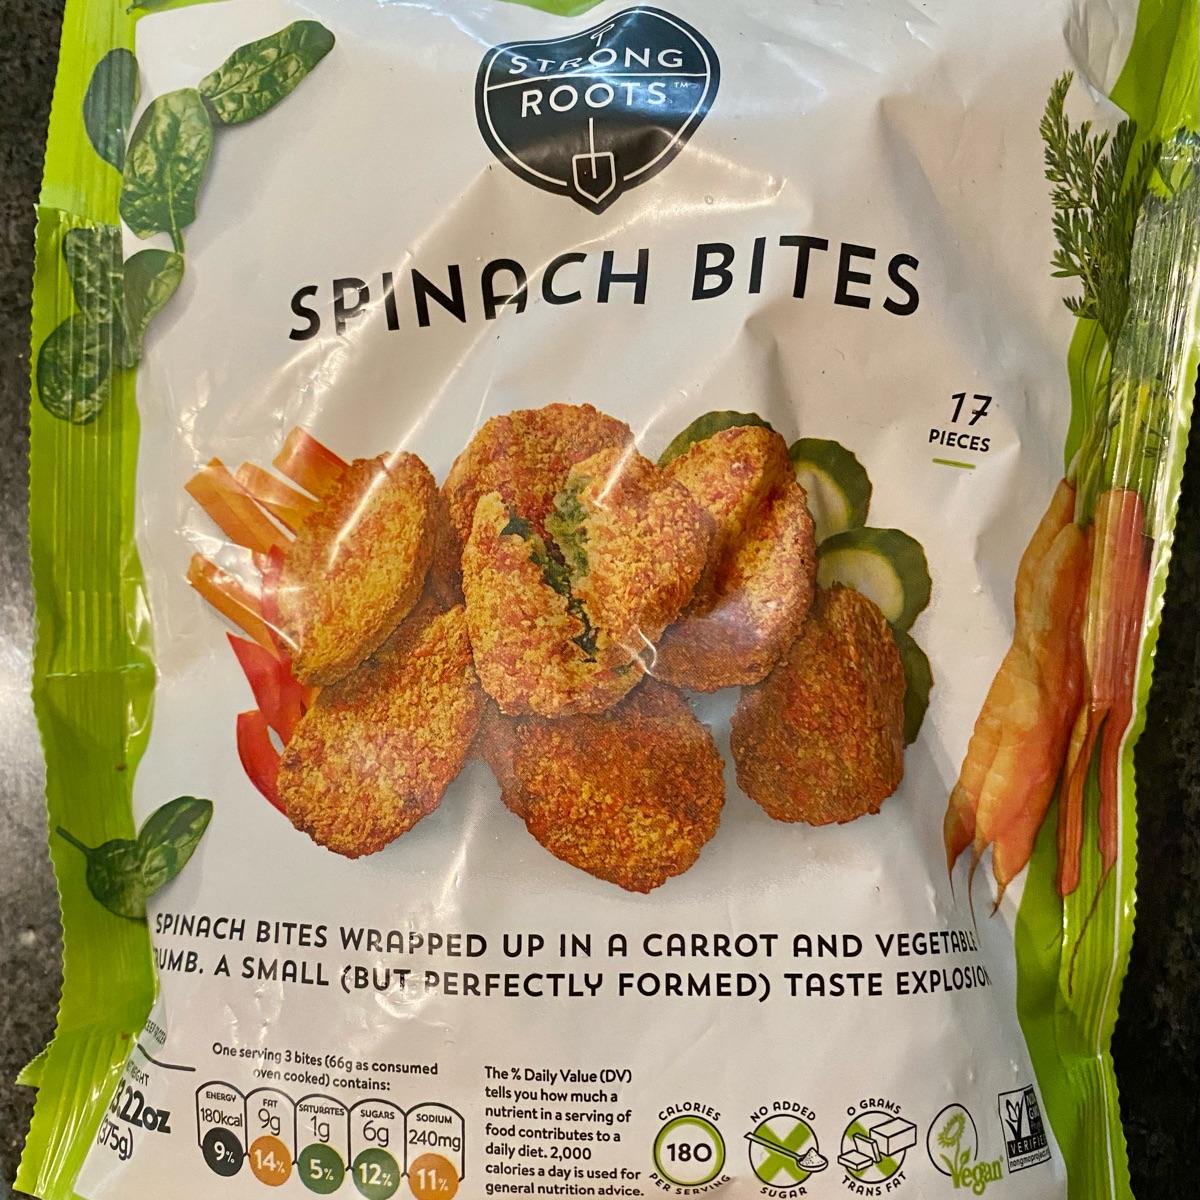 STRONG
ROOTS™
SPINACH BITES
17
PIECES
SPINACH BITES WRAPPED UP IN A CARROT AND VEGETABLE
UMB. A SMALL (BUT PERFECTLY FORMED) TASTE EXPLOSION
One serving 3 bites (66g as consumed
oven cooked) contains:
ENERGY
180kcal
9%
FAT
9g
14%
SATURATES
1g
5%
SUGARS
6g
12%
SODIUM
240mg
11%
The % Daily Value (DV)
tells you how much a
nutrient in a serving of
food contributes to a
daily diet. 2,000
calories a day is used for
general nutrition advice.
CALORIES
180
PER SERVING
NO ADDED
SUGAR
0 GRAMS
TRANS FAT
Vegan
VERIFIED